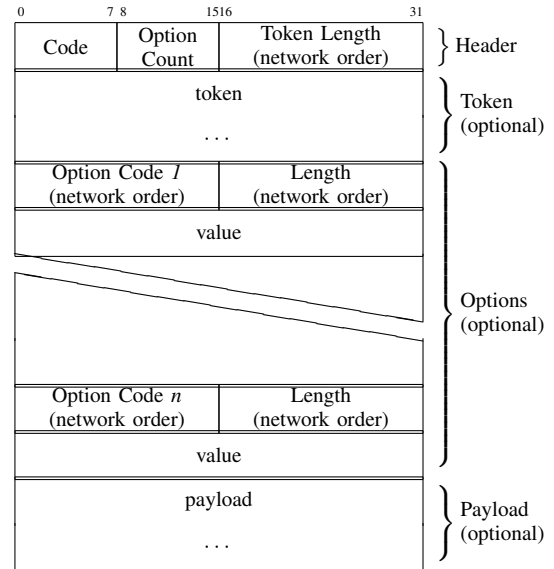 0 7 8 1516 31
Code
Option
Count
Token Length
(network order)
Header
token
. . .
Token
(optional)
Option Code 1
(network order)
Length
(network order)
value
Options
(optional)
Option Code n
(network order)
Length
(network order)
value
payload
. . .
Payload
(optional)